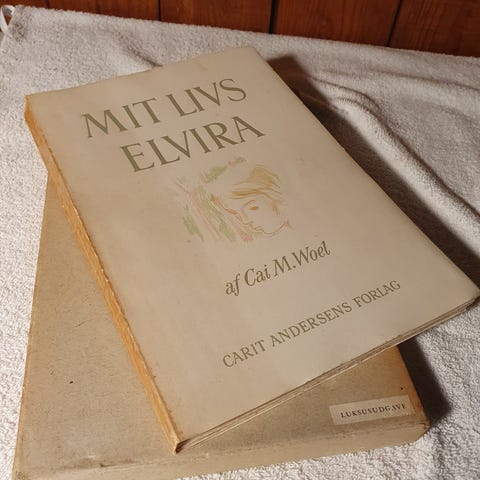 MIT LIVS
ELVIRA
af Cai M. Woel
CARIT ANDERSENS FORLAG
LUKSUSUDGAVE